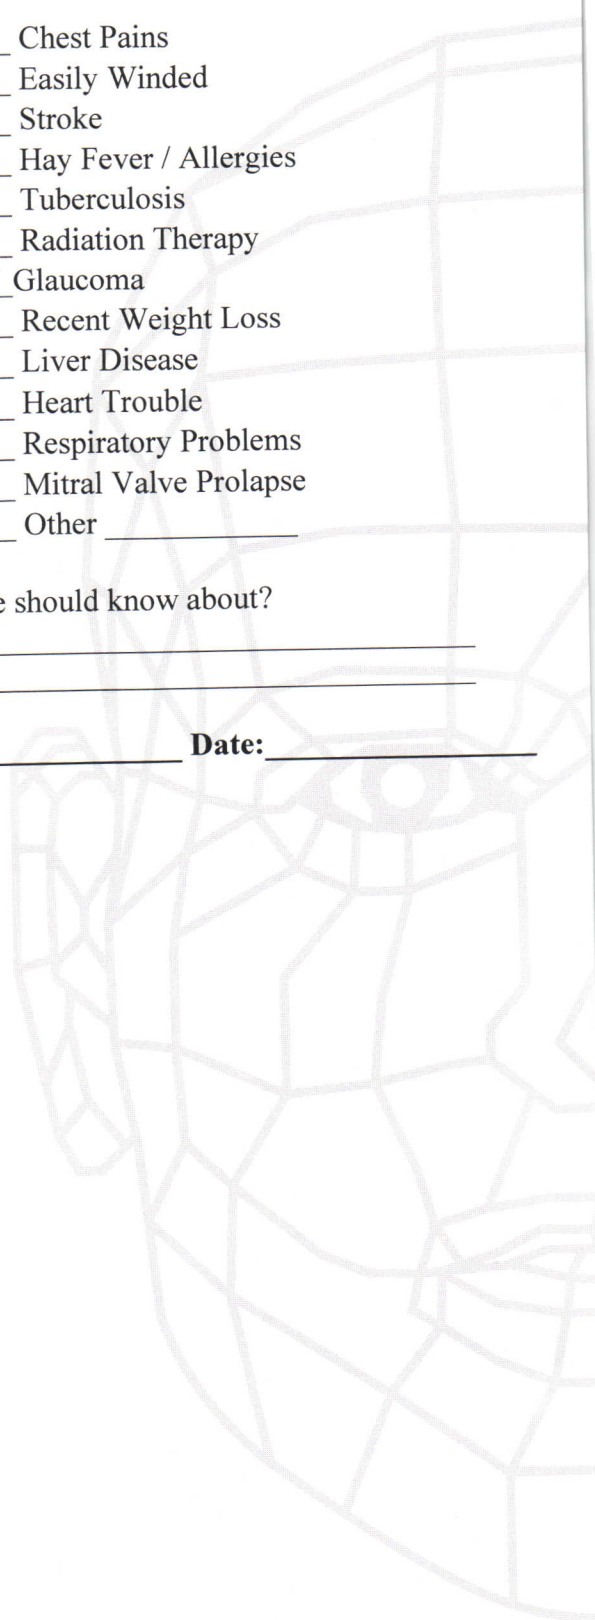 _ Chest Pains
_ Easily Winded
_ Stroke
_ Hay Fever / Allergies
_ Tuberculosis
_ Radiation Therapy
_Glaucoma
_ Recent Weight Loss
_ Liver Disease
_ Heart Trouble
_ Respiratory Problems
_ Mitral Valve Prolapse
_ Other ____________
should know about?
Date: